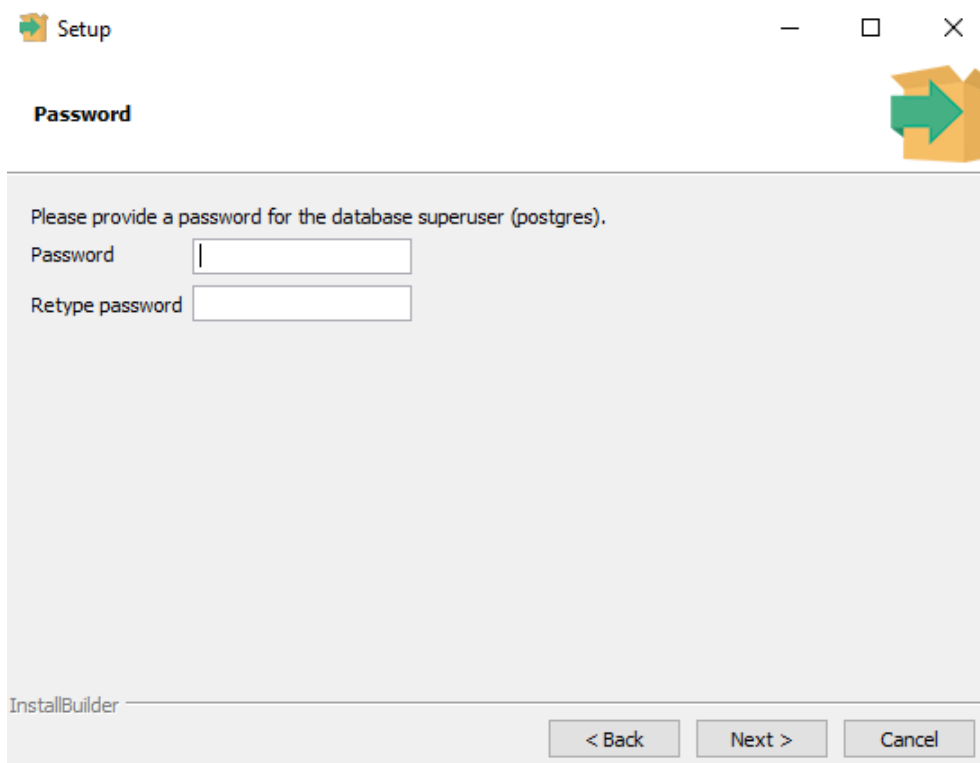 Setup
Password
Please provide a password for the database superuser (postgres).
Password
Retype password
InstallBuilder
< Back Next > Cancel